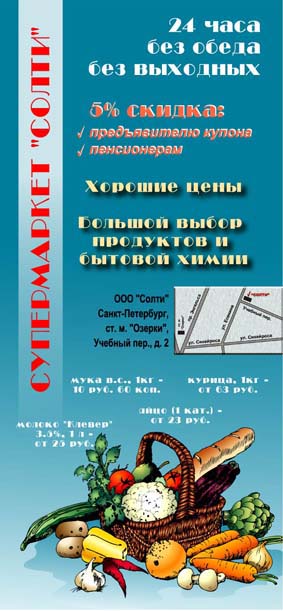 СУПЕРМАРКЕТ "СОЛТИ"
24 часа
без обеда
без выходных
5% скидка:
√ предъявителю купона
√ пенсионерам
Хорошие цены
Большой выбор
продуктов и
бытовой химии
ООО "Солти"
Санкт-Петербург,
ст. м. "Озерки",
Учебный пер., д. 2
"СОЛТИ"
Учебный пер.
ул. Сикейроса
ул. Сикейроса
мука в.с., 1кг -
10 руб. 60 коп.
курица, 1кг -
от 63 руб.
яйцо (1 кат.) -
от 23 руб.
молоко "Клевер"
3.5%, 1 л -
от 25 руб.